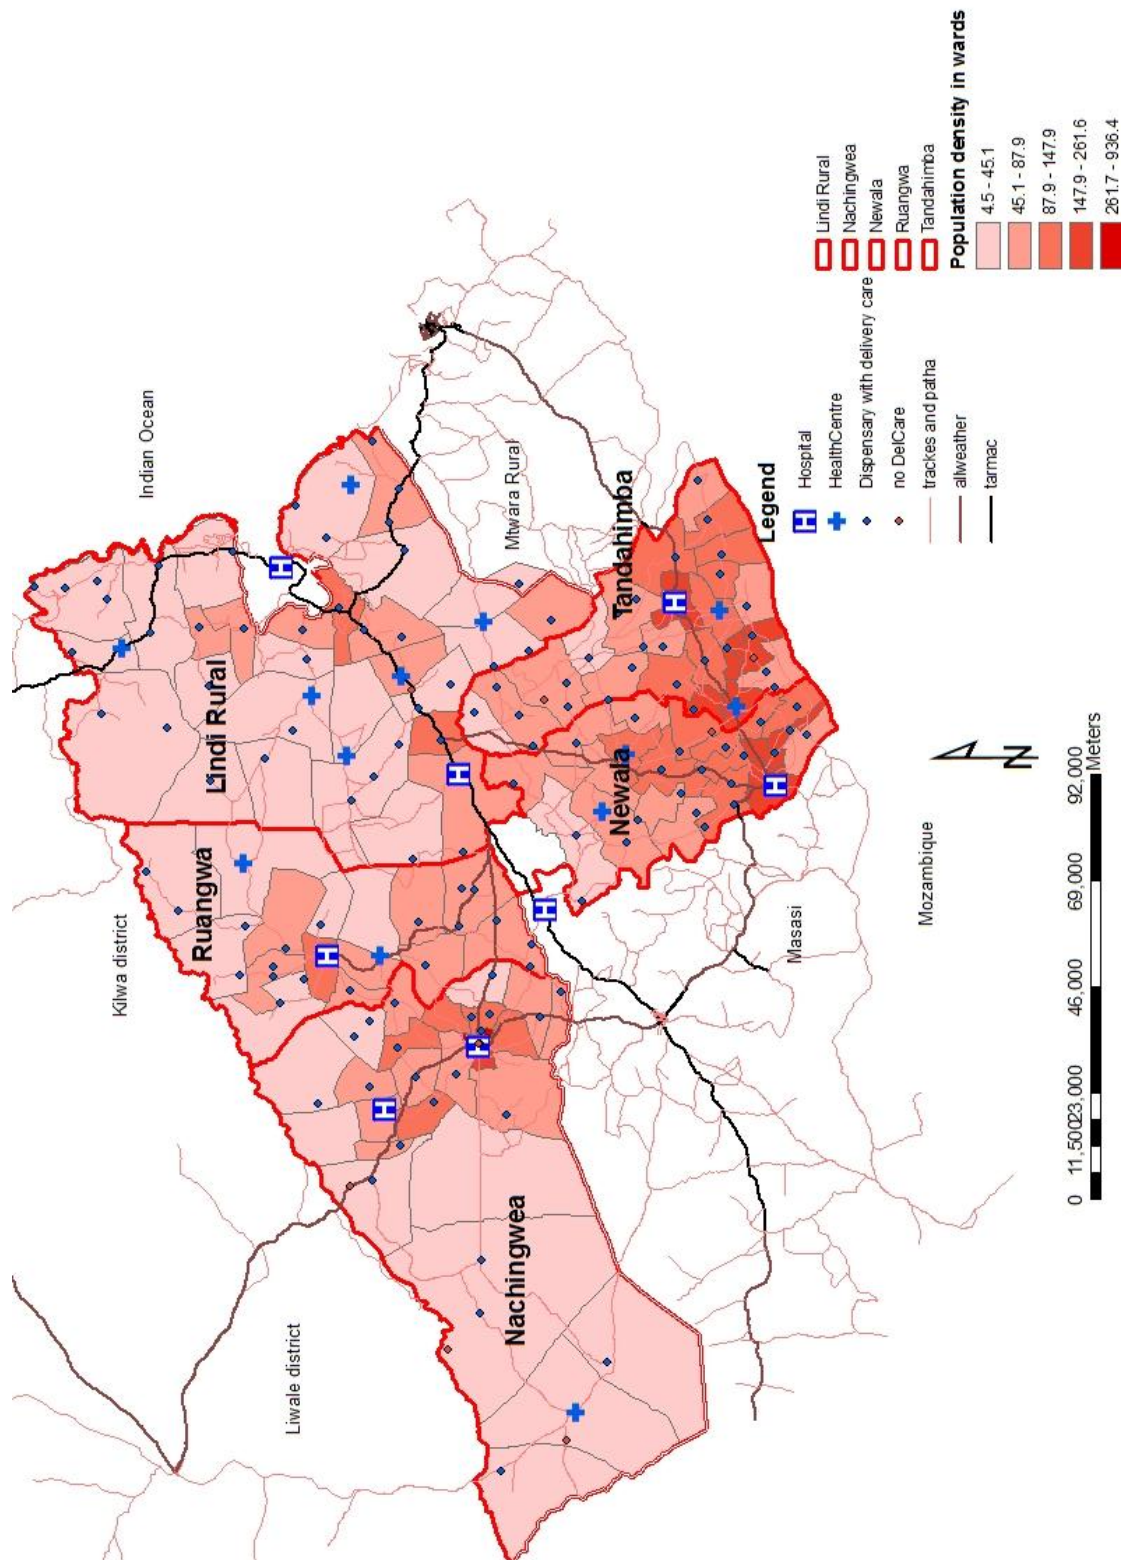 Indian Ocean
Kilwa district
Lindi Rural
Ruangwa
Liwale district
Nachingwea
Mtwara Rural
Tandahimba
Newala
Masasi
Mozambique
Legend
H Hospital
HealthCentre
Dispensary with delivery care
no DelCare
trackes and patha
allweather
tarmac
Lindi Rural
Nachingwea
Newala
Ruangwa
Tandahimba
Population density in wards
4.5 - 45.1
45.1 - 87.9
87.9 - 147.9
147.9 - 261.6
261.7 - 936.4
N
0 11,50023,000 46,000 69,000 92,000
Meters
H
H
H
H
H
H
H
H